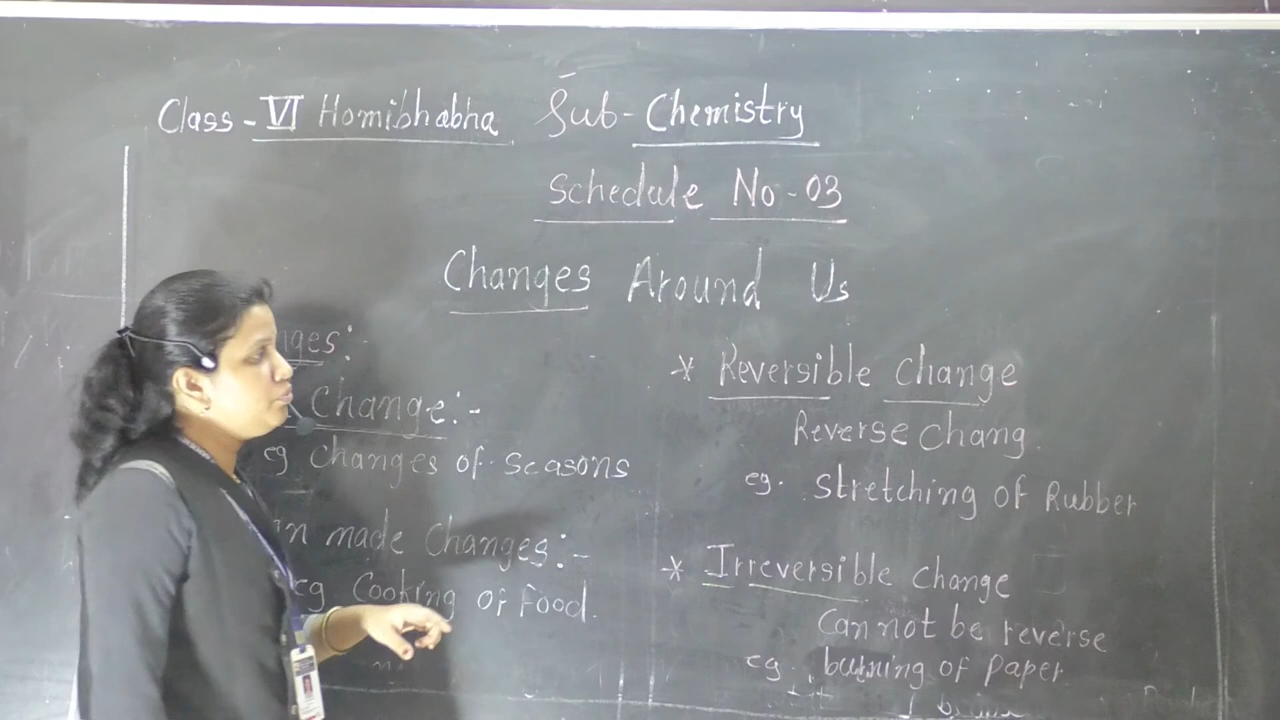 Class - VI Homibhabha Sub - Chemistry
Schedule No - 03
Changes Around Us
nges:-
Change:-
eg Changes of seasons
n made Changes:-
eg Cooking of food.
* Reversible change
Reverse Chang.
eg. stretching of Rubber
* Irreversible change
Can not be reverse
eg. burning of paper